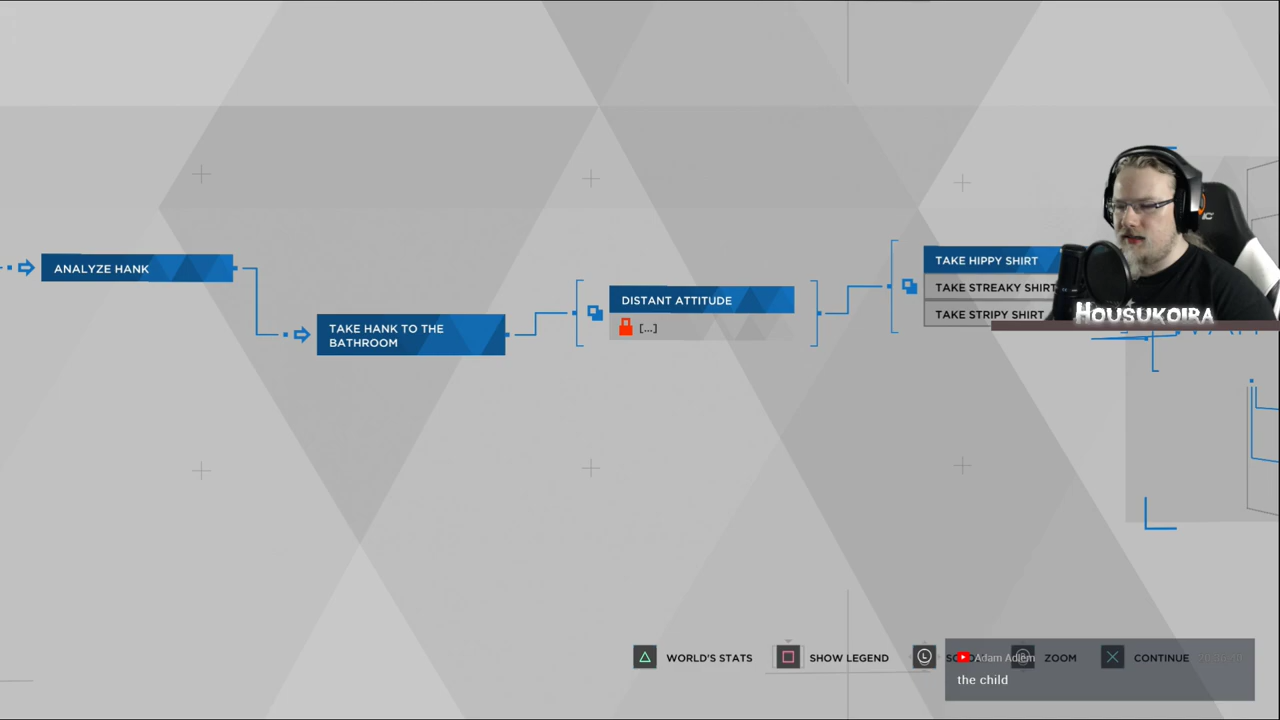 ANALYZE HANK
TAKE HANK TO THE
BATHROOM
DISTANT ATTITUDE
[...]
TAKE HIPPY SHIRT
TAKE STREAKY SHIRT
TAKE STRIPY SHIRT
HOUSUKOIRA
WORLD'S STATS
SHOW LEGEND
ZOOM
CONTINUE
Adam Adlem
the child